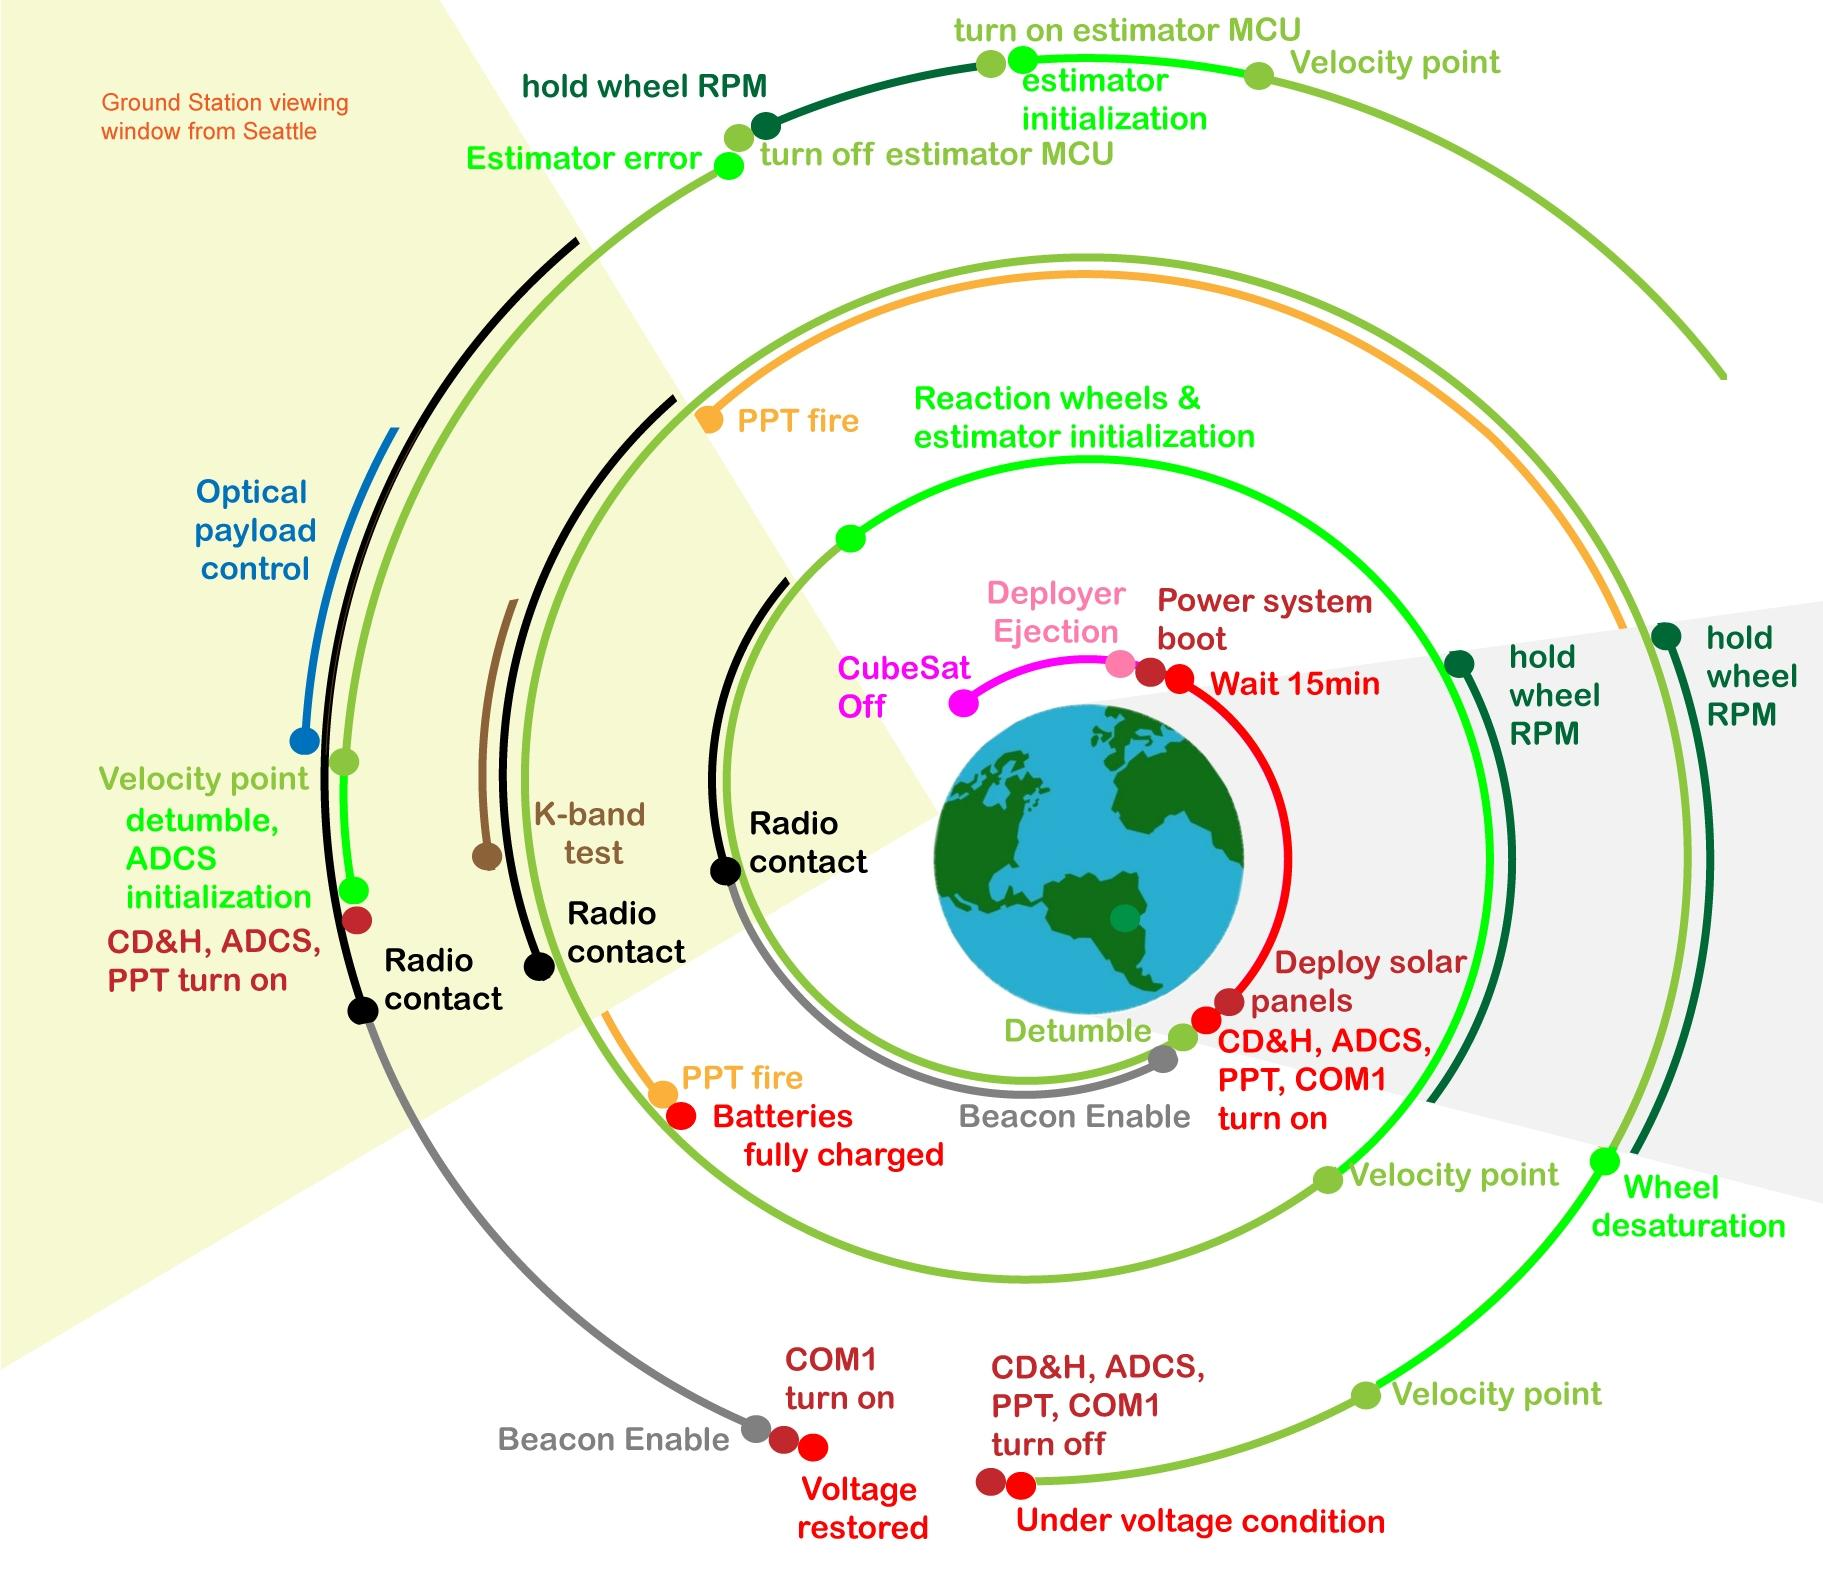 turn on estimator MCU
Velocity point
hold wheel RPM
estimator
initialization
Ground Station viewing
window from Seattle
Estimator error
turn off estimator MCU
PPT fire
Reaction wheels &
estimator initialization
Optical
payload
control
Deployer
Ejection
Power system
boot
CubeSat
Off
Wait 15min
hold
wheel
RPM
hold
wheel
RPM
Velocity point
detumble,
ADCS
initialization
CD&H, ADCS,
PPT turn on
K-band
test
Radio
contact
Radio
contact
Radio
contact
Deploy solar
panels
Detumble
CD&H, ADCS,
PPT, COM1
turn on
Beacon Enable
PPT fire
Batteries
fully charged
Velocity point
Wheel
desaturation
COM1
turn on
CD&H, ADCS,
PPT, COM1
turn off
Velocity point
Beacon Enable
Voltage
restored
Under voltage condition